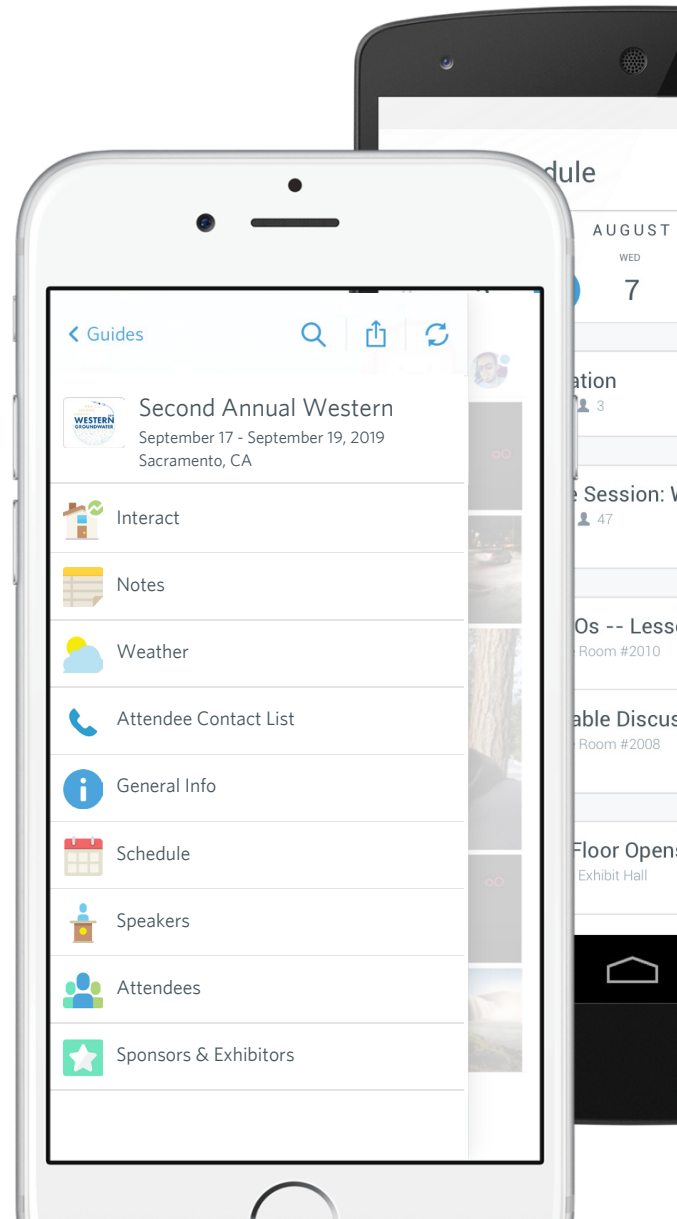 dule
AUGUST
WED
7
Guides
Second Annual Western
September 17 - September 19, 2019
Sacramento, CA
WESTERN
GROUNDWATER
Interact
Notes
Weather
Attendee Contact List
General Info
Schedule
Speakers
Attendees
Sponsors & Exhibitors
ation
3
Session: W
47
Os -- Less
Room #2010
able Discus
Room #2008
Floor Opens
Exhibit Hall